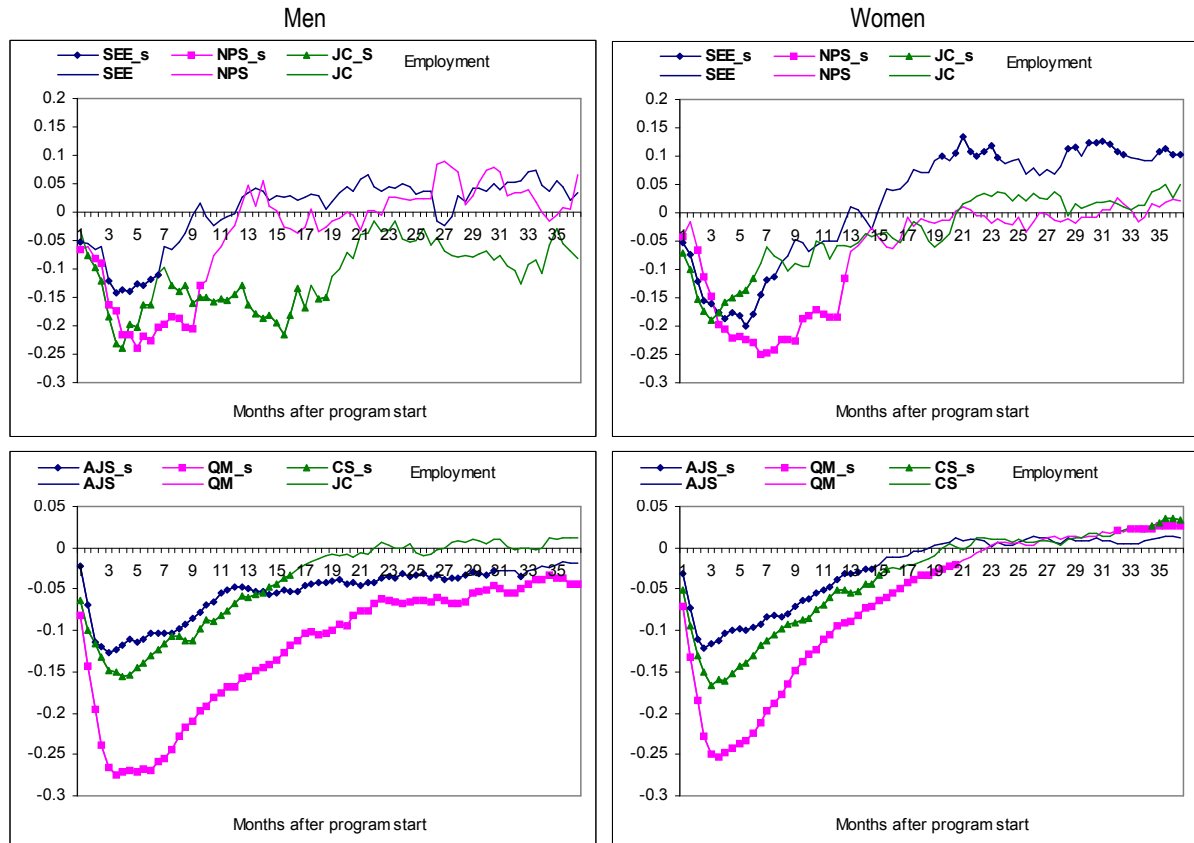 Men
Women
SEE_s NPS_s JC_S Employment
SEE NPS JC
0.2
0.15
0.1
0.05
0
-0.05
-0.1
-0.15
-0.2
-0.25
-0.3
1 3 5 7 9 11 13 15 17 19 21 23 25 27 29 31 33 35
Months after program start
SEE_s NPS_s JC_s Employment
SEE NPS JC
0.2
0.15
0.1
0.05
0
-0.05
-0.1
-0.15
-0.2
-0.25
-0.3
1 3 5 7 9 11 13 15 17 19 21 23 25 27 29 31 33 35
Months after program start
AJS_s QM_s CS_s Employment
AJS QM JC
0.05
0
-0.05
-0.1
-0.15
-0.2
-0.25
-0.3
1 3 5 7 9 11 13 15 17 19 21 23 25 27 29 31 33 35
Months after program start
AJS_s QM_s CS_s Employment
AJS QM CS
0.05
0
-0.05
-0.1
-0.15
-0.2
-0.25
-0.3
1 3 5 7 9 11 13 15 17 19 21 23 25 27 29 31 33 35
Months after program start